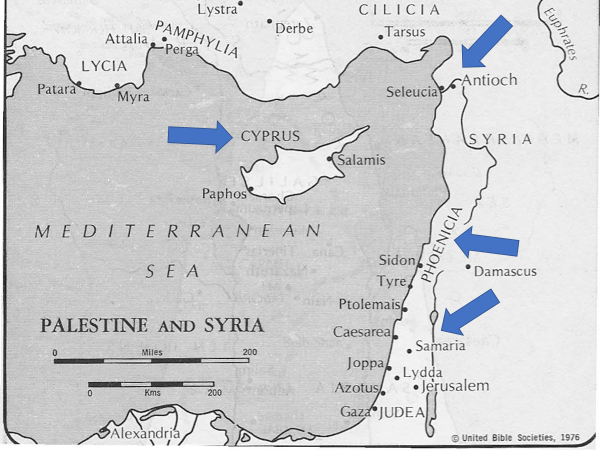 Lystra
CILICIA
Derbe
Tarsus
Euphrates
R.
PAMPHYLIA
Attalia
Perga
LYCIA
Patara
Myra
Seleucia
Antioch
CYPRUS
SYRIA
Salamis
Paphos
MEDITERRANEAN
SEA
PHOENICIA
Sidon
Damascus
Tyre
Ptolemais
PALESTINE AND SYRIA
Caesarea
Samaria
0 Miles 200
Joppa
Lydda
Azotus
Jerusalem
0 Kms 200
Gaza
JUDEA
Alexandria
© United Bible Societies, 1976